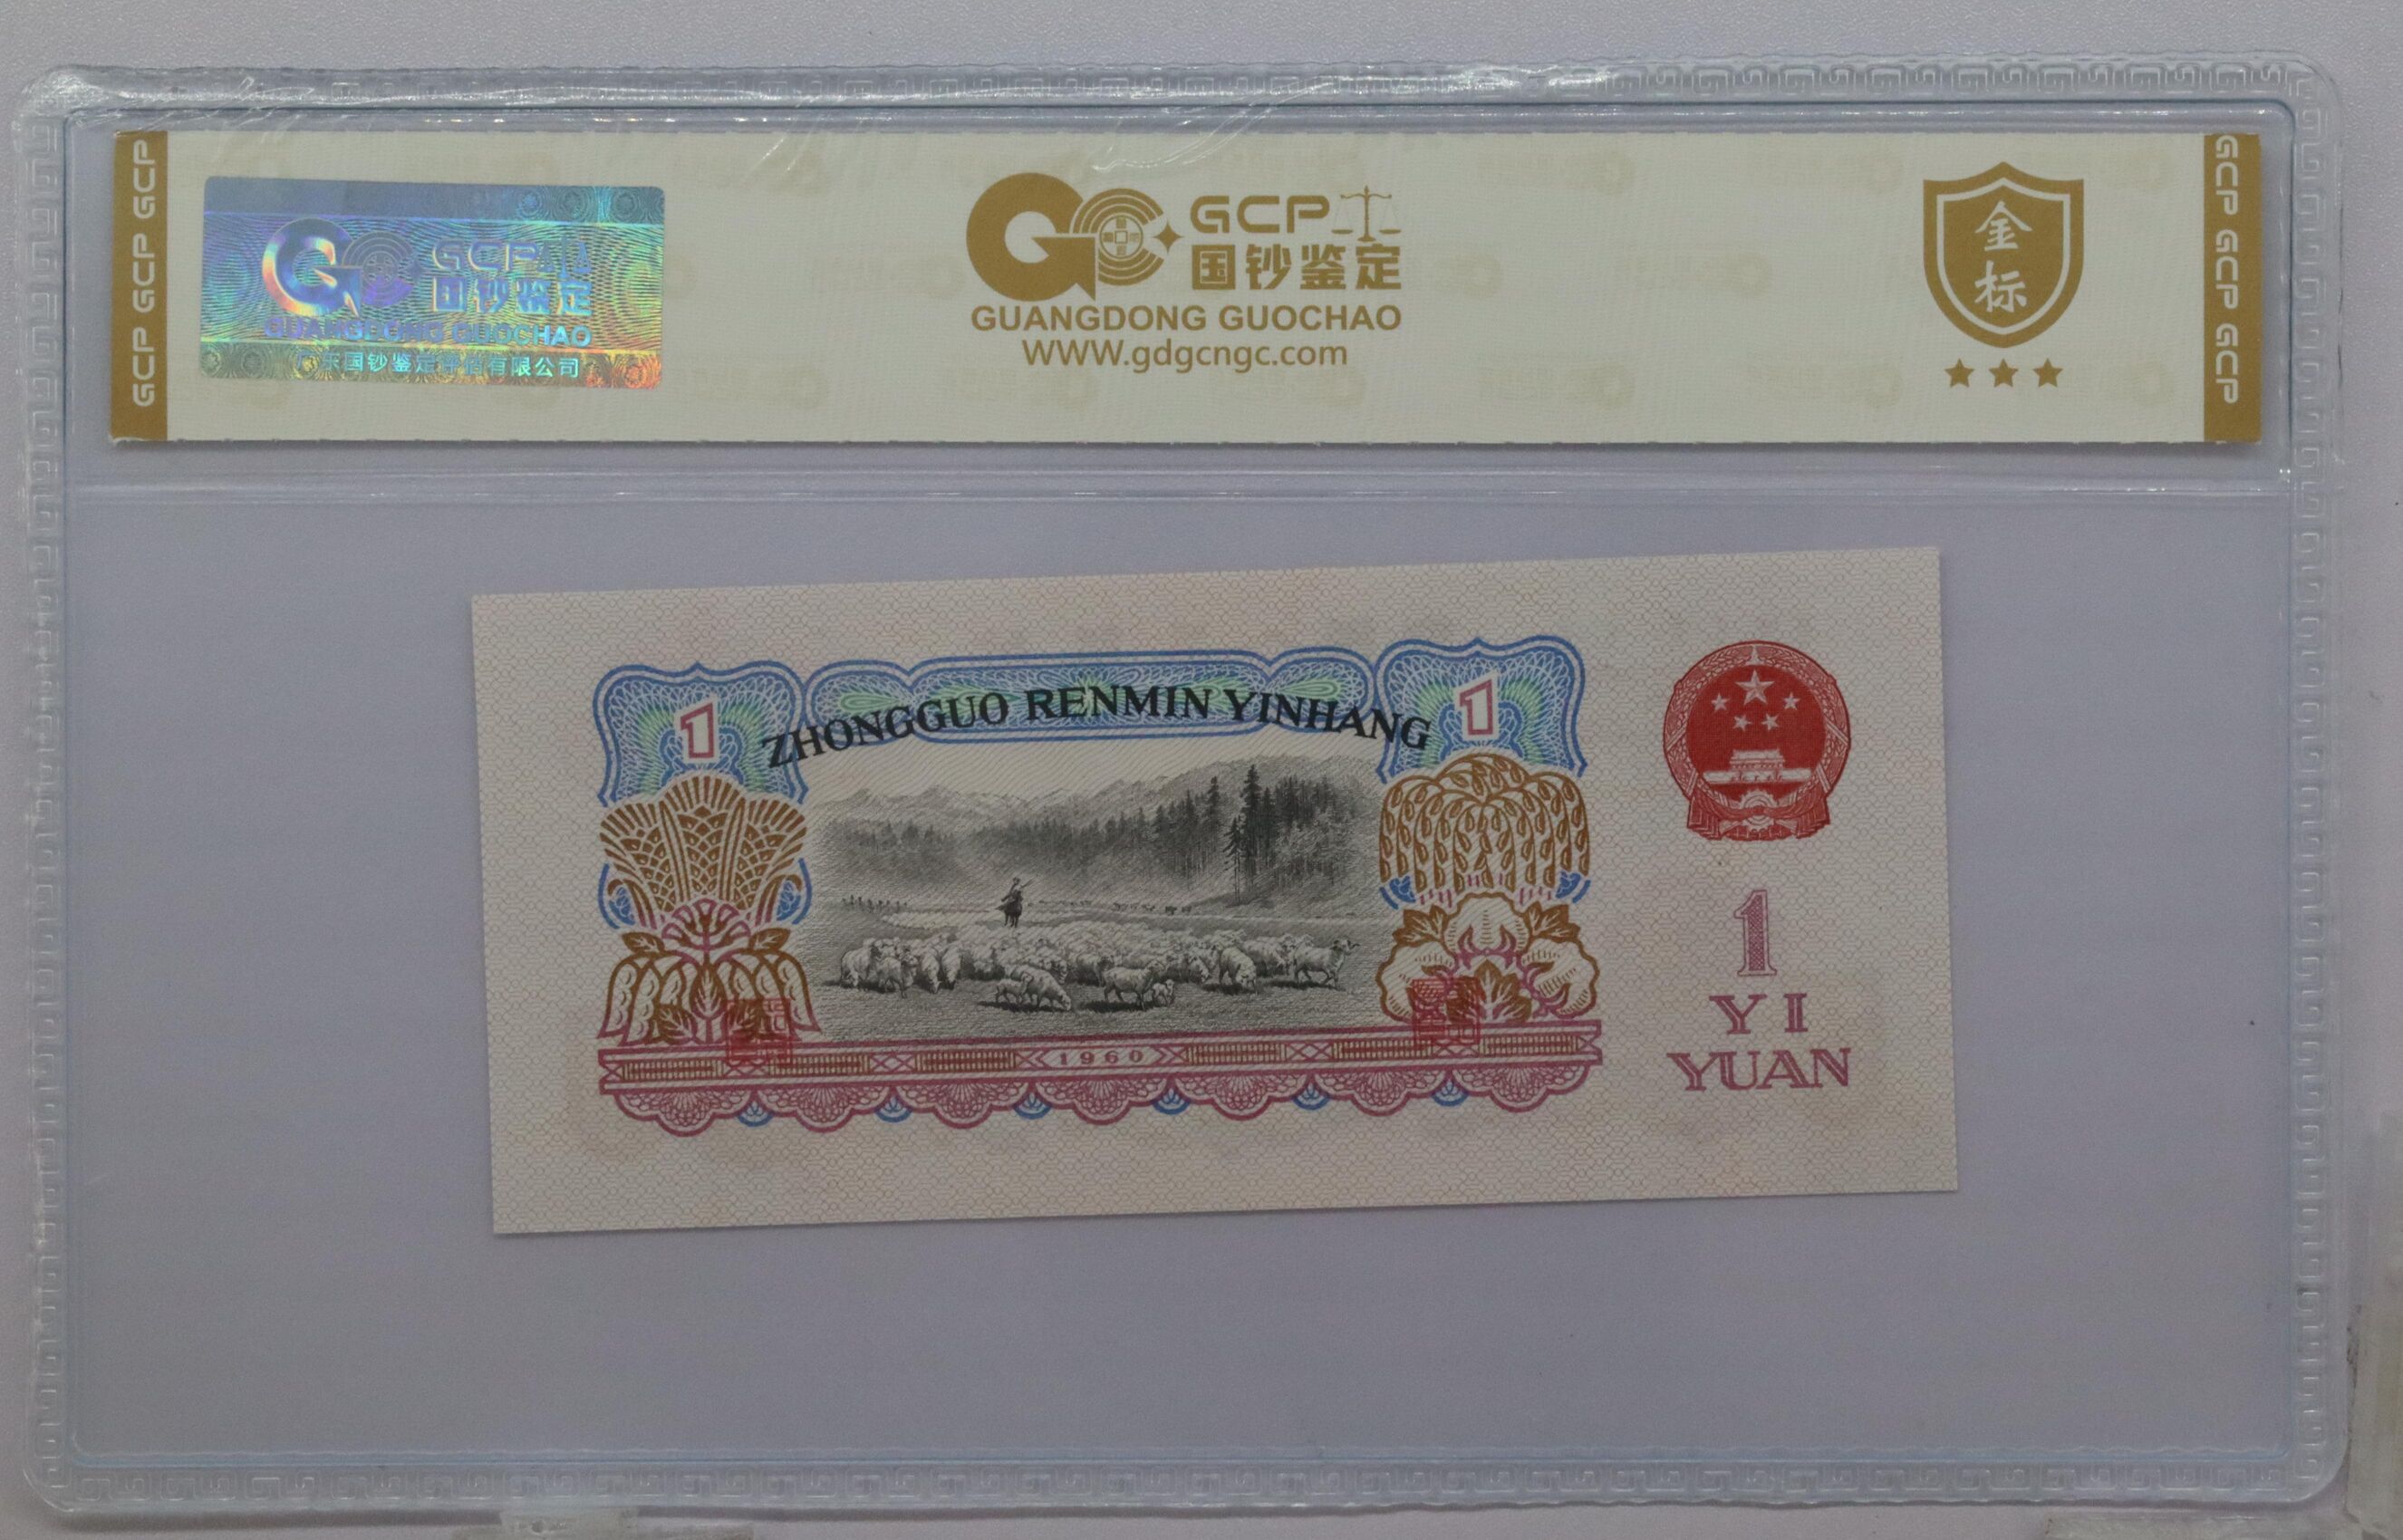 GCP GCP GCP
GCP
国钞鉴定
GUANGDONG GUOCHAO
广东国钞鉴定评估有限公司
GCP
国钞鉴定
GUANGDONG GUOCHAO
WWW.gdgcngc.com
金
标
GCP GCP GCP
1
ZHONGGUO RENMIN YINHANG
1
1960
1
YI
YUAN